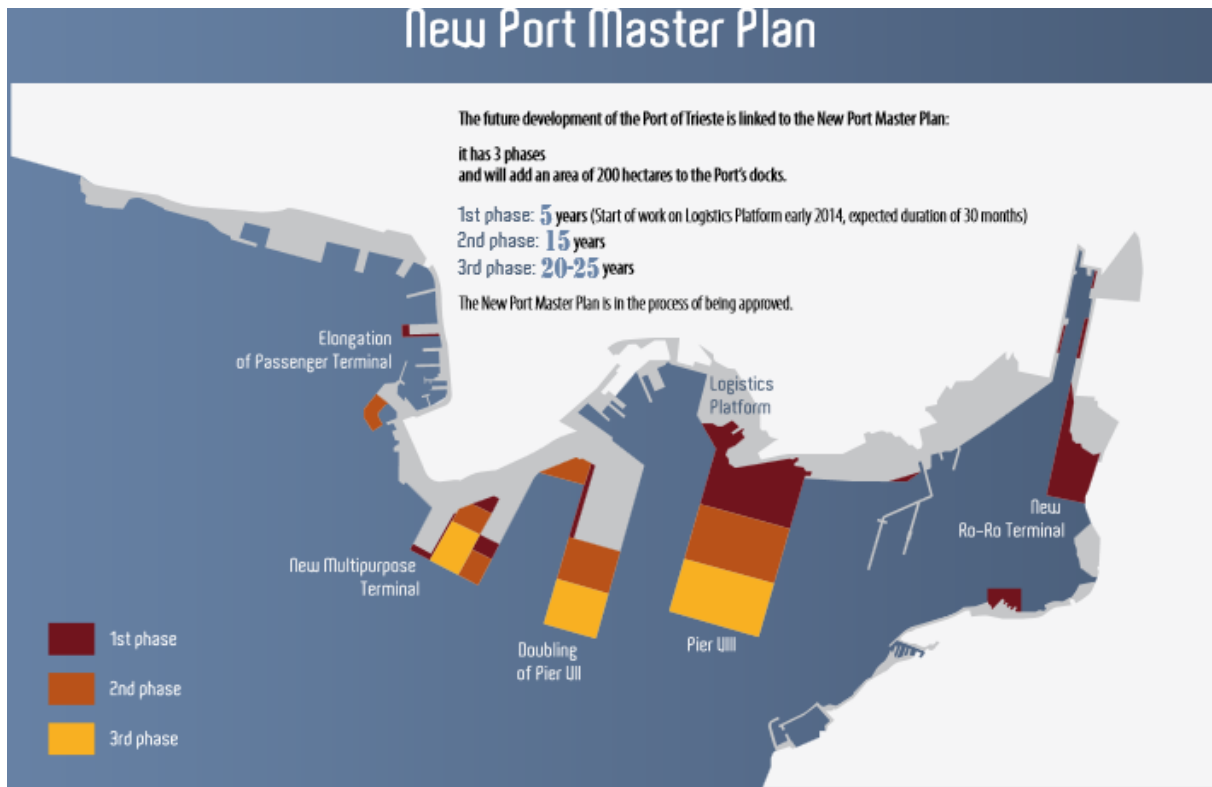 New Port Master Plan
The future development of the Port of Trieste is linked to the New Port Master Plan:
it has 3 phases
and will add an area of 200 hectares to the Port's docks.
1st phase: 5 years (Start of work on Logistics Platform early 2014, expected duration of 30 months)
2nd phase: 15 years
3rd phase: 20-25 years
The New Port Master Plan is in the process of being approved.
Elongation
of Passenger Terminal
Logistics
Platform
New
Ro-Ro Terminal
New Multipurpose
Terminal
Doubling
of Pier VII
Pier VIII
1st phase
2nd phase
3rd phase